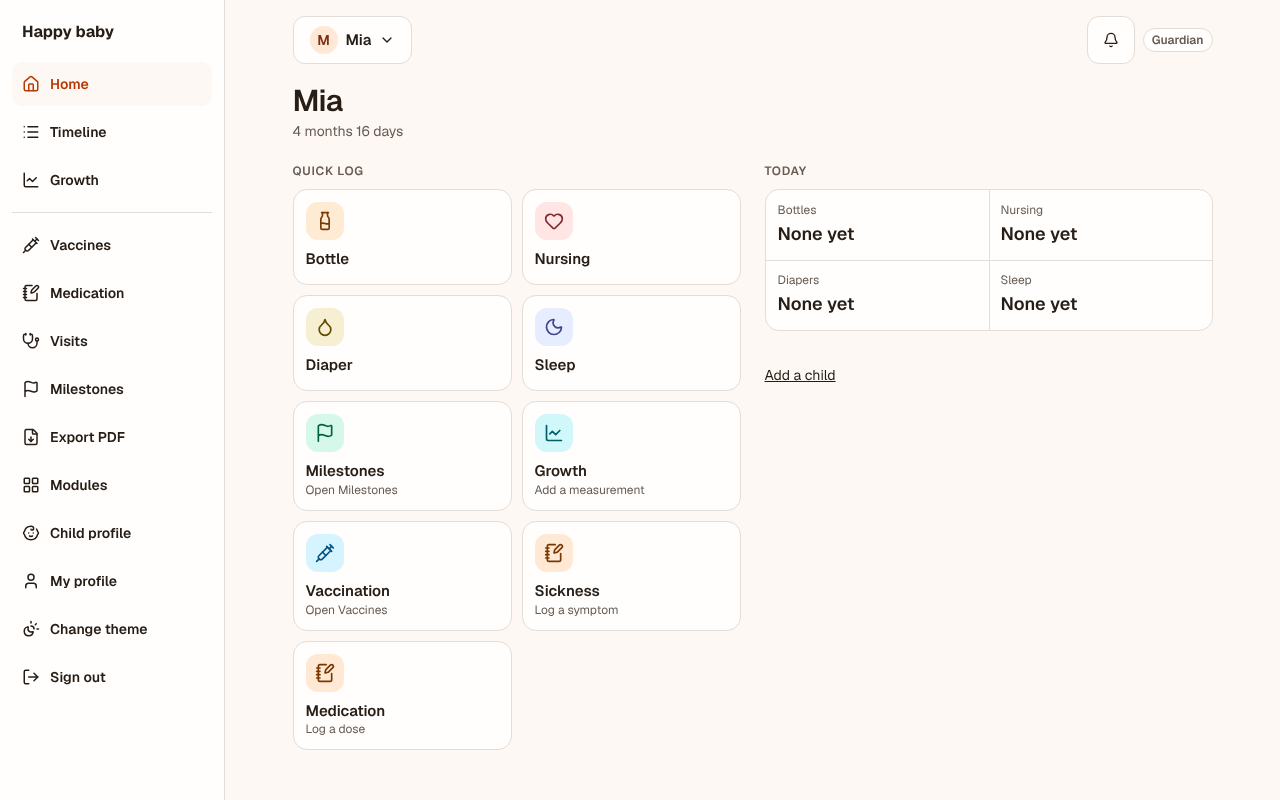 Happy baby
Home
Timeline
Growth
Vaccines
Medication
Visits
Milestones
Export PDF
Modules
Child profile
My profile
Change theme
Sign out
M Mia
Guardian
Mia
4 months 16 days
QUICK LOG
Bottle
Nursing
Diaper
Sleep
Milestones
Open Milestones
Growth
Add a measurement
Vaccination
Open Vaccines
Sickness
Log a symptom
Medication
Log a dose
TODAY
Bottles
None yet
Nursing
None yet
Diapers
None yet
Sleep
None yet
Add a child